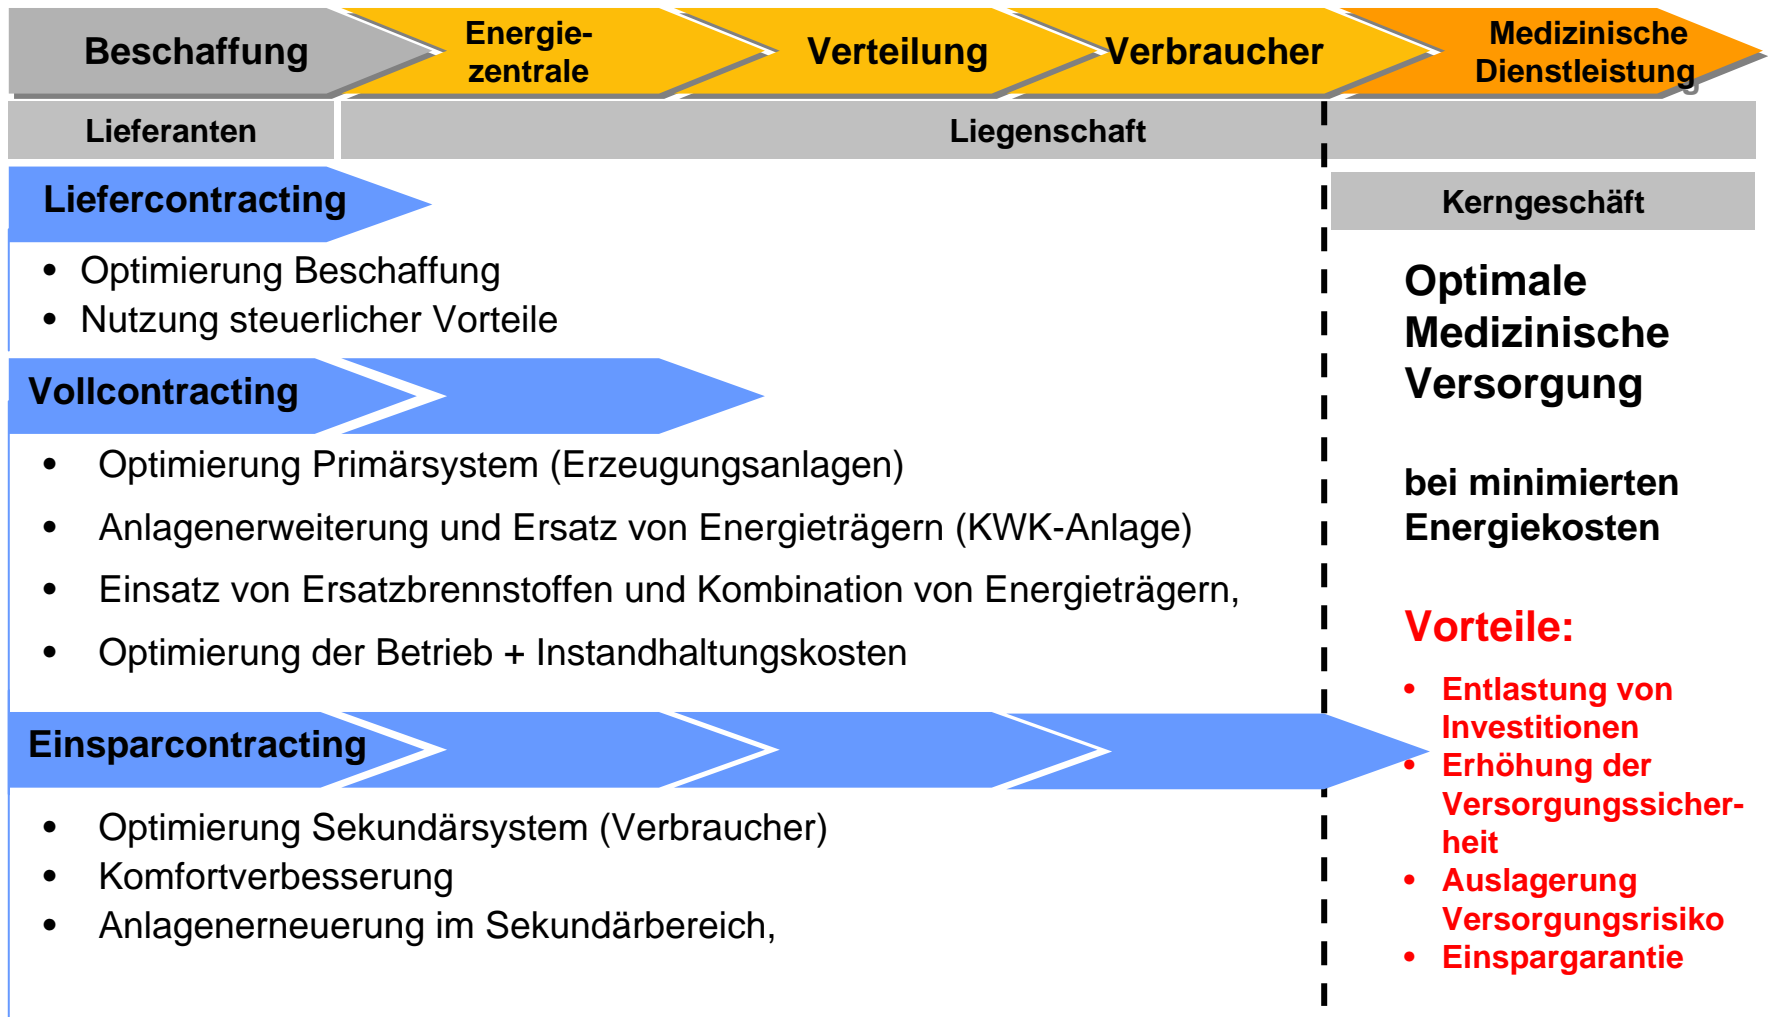 Beschaffung
Energie-
zentrale
Verteilung
Verbraucher
Medizinische
Dienstleistung
Lieferanten
Liegenschaft
Liefercontracting
Kerngeschäft
• Optimierung Beschaffung
• Nutzung steuerlicher Vorteile
Vollcontracting
• Optimierung Primärsystem (Erzeugungsanlagen)
• Anlagenerweiterung und Ersatz von Energieträgern (KWK-Anlage)
• Einsatz von Ersatzbrennstoffen und Kombination von Energieträgern,
• Optimierung der Betrieb + Instandhaltungskosten
Einsparcontracting
• Optimierung Sekundärsystem (Verbraucher)
• Komfortverbesserung
• Anlagenerneuerung im Sekundärbereich,
Optimale
Medizinische
Versorgung
bei minimierten
Energiekosten
Vorteile:
• Entlastung von
Investitionen
• Erhöhung der
Versorgungssicher-
heit
• Auslagerung
Versorgungsrisiko
• Einspargarantie